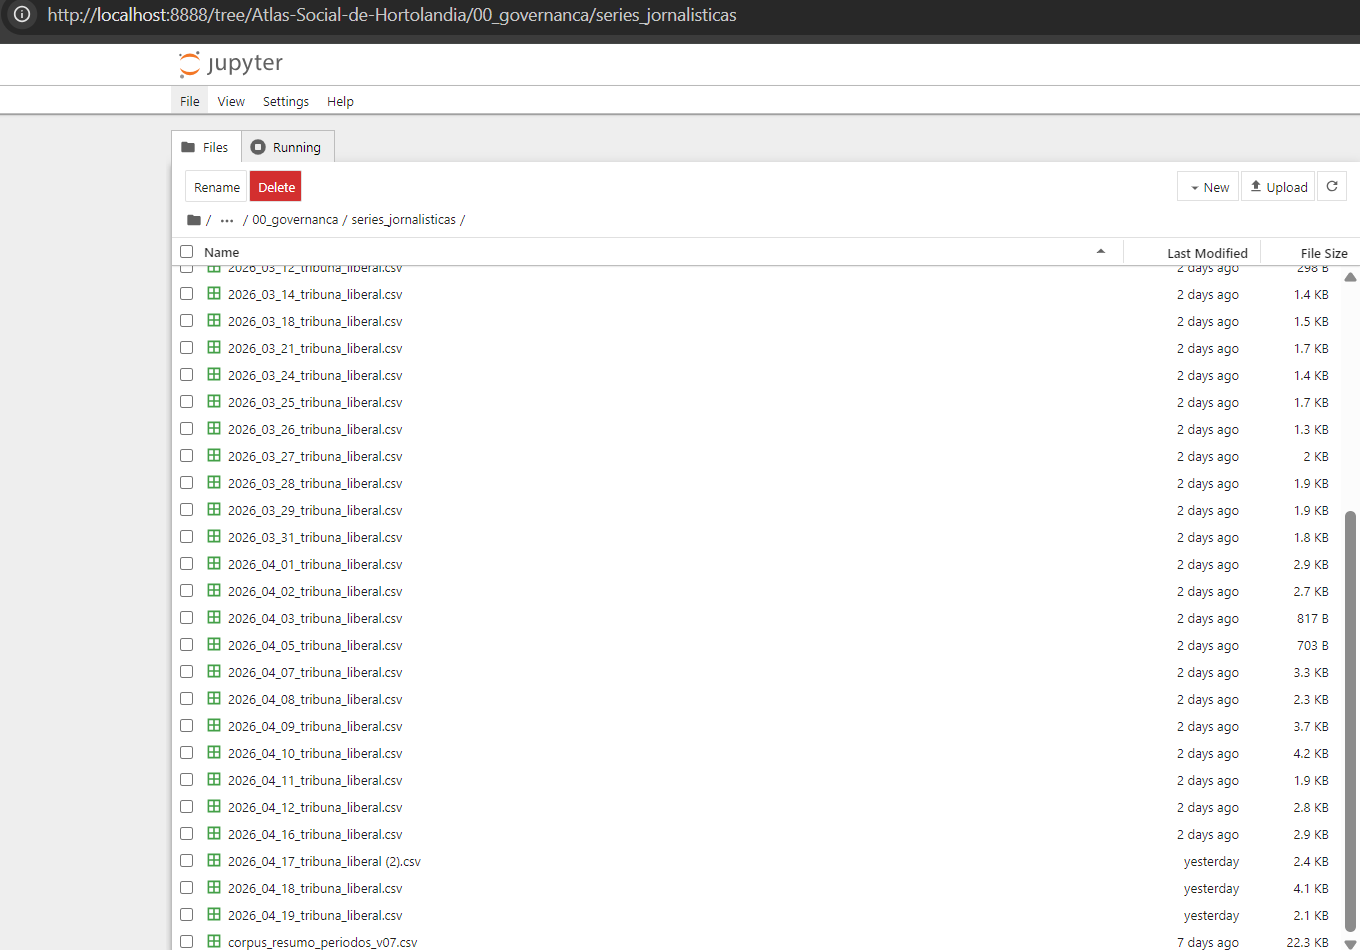 http://localhost:8888/tree/Atlas-Social-de-Hortolandia/00_governanca/series_jornalisticas
jupyter
File View Settings Help
Files Running
Rename Delete New Upload
/ ... / 00_governanca / series_jornalisticas /
Name Last Modified File Size
2026_03_12_tribuna_liberal.csv 2 days ago 298 B
2026_03_14_tribuna_liberal.csv 2 days ago 1.4 KB
2026_03_18_tribuna_liberal.csv 2 days ago 1.5 KB
2026_03_21_tribuna_liberal.csv 2 days ago 1.7 KB
2026_03_24_tribuna_liberal.csv 2 days ago 1.4 KB
2026_03_25_tribuna_liberal.csv 2 days ago 1.7 KB
2026_03_26_tribuna_liberal.csv 2 days ago 1.3 KB
2026_03_27_tribuna_liberal.csv 2 days ago 2 KB
2026_03_28_tribuna_liberal.csv 2 days ago 1.9 KB
2026_03_29_tribuna_liberal.csv 2 days ago 1.9 KB
2026_03_31_tribuna_liberal.csv 2 days ago 1.8 KB
2026_04_01_tribuna_liberal.csv 2 days ago 2.9 KB
2026_04_02_tribuna_liberal.csv 2 days ago 2.7 KB
2026_04_03_tribuna_liberal.csv 2 days ago 817 B
2026_04_05_tribuna_liberal.csv 2 days ago 703 B
2026_04_07_tribuna_liberal.csv 2 days ago 3.3 KB
2026_04_08_tribuna_liberal.csv 2 days ago 2.3 KB
2026_04_09_tribuna_liberal.csv 2 days ago 3.7 KB
2026_04_10_tribuna_liberal.csv 2 days ago 4.2 KB
2026_04_11_tribuna_liberal.csv 2 days ago 1.9 KB
2026_04_12_tribuna_liberal.csv 2 days ago 2.8 KB
2026_04_16_tribuna_liberal.csv 2 days ago 2.9 KB
2026_04_17_tribuna_liberal (2).csv yesterday 2.4 KB
2026_04_18_tribuna_liberal.csv yesterday 4.1 KB
2026_04_19_tribuna_liberal.csv yesterday 2.1 KB
corpus_resumo_periodos_v07.csv 7 days ago 22.3 KB